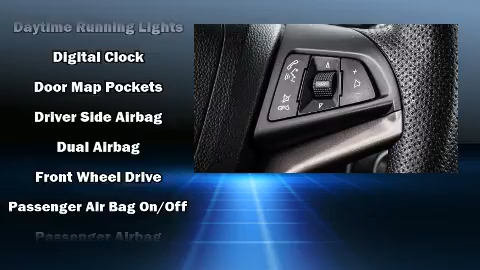 Daytime Running Lights
Digital Clock
Door Map Pockets
Driver Side Airbag
Dual Airbag
Front Wheel Drive
Passenger Air Bag On/Off
Passenger Airbag